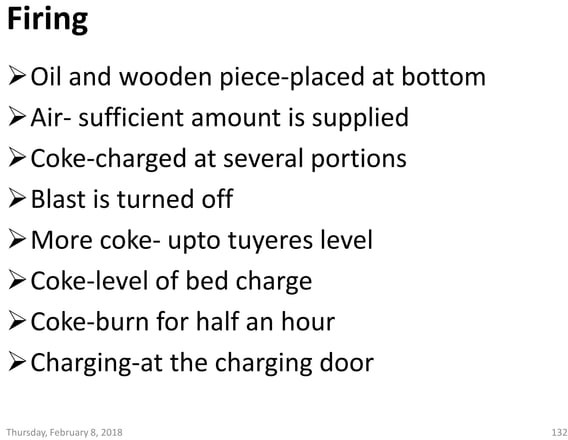 Firing
➢Oil and wooden piece-placed at bottom
➢Air- sufficient amount is supplied
➢Coke-charged at several portions
➢Blast is turned off
➢More coke- upto tuyeres level
➢Coke-level of bed charge
➢Coke-burn for half an hour
➢Charging-at the charging door
Thursday, February 8, 2018
132